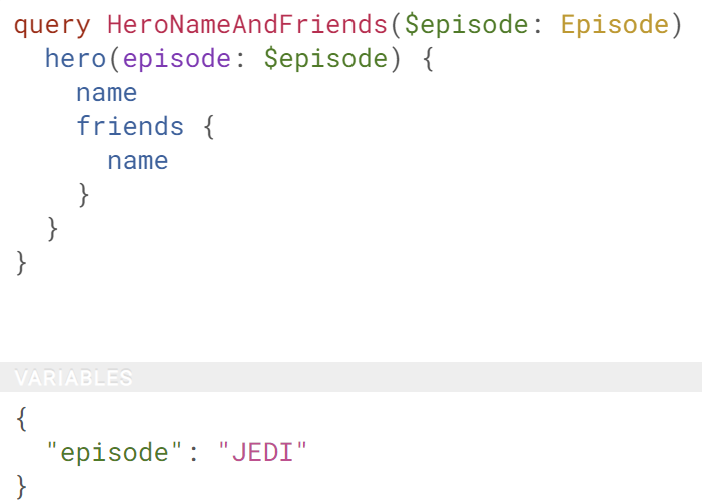 query HeroNameAndFriends($episode: Episode)
  hero(episode: $episode) {
    name
    friends {
      name
    }
  }
}
VARIABLES
{
  "episode": "JEDI"
}